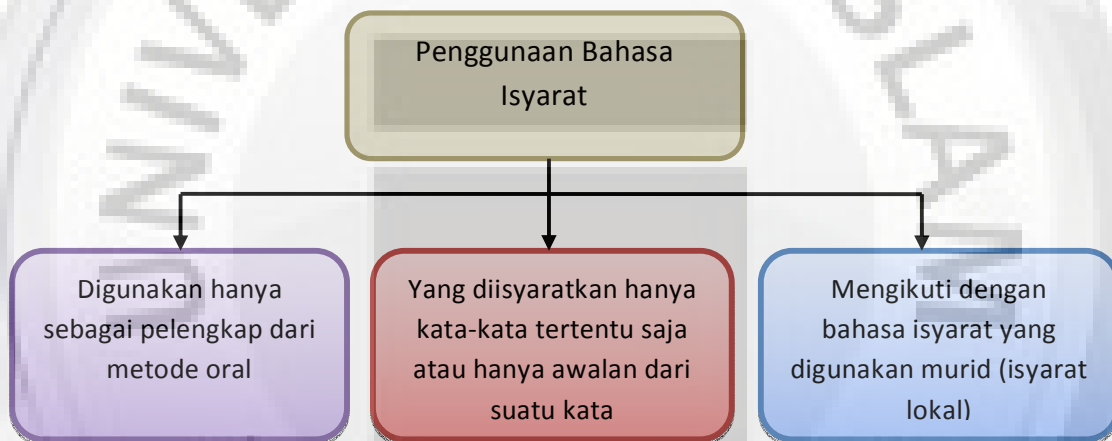 Penggunaan Bahasa
Isyarat
Digunakan hanya
sebagai pelengkap dari
metode oral
Yang diisyaratkan hanya
kata-kata tertentu saja
atau hanya awalan dari
suatu kata
Mengikuti dengan
bahasa isyarat yang
digunakan murid (isyarat
lokal)